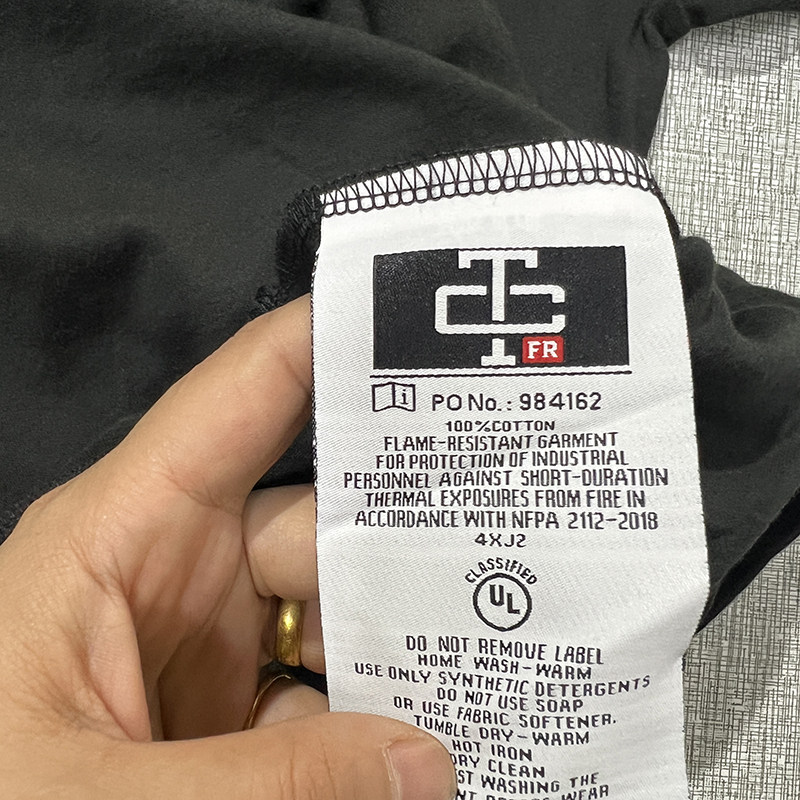 TC
FR
i PO No.: 984162
100%COTTON
FLAME-RESISTANT GARMENT
FOR PROTECTION OF INDUSTRIAL
PERSONNEL AGAINST SHORT-DURATION
THERMAL EXPOSURES FROM FIRE IN
ACCORDANCE WITH NFPA 2112-2018
4XJ2
CLASSIFIED
UL
DO NOT REMOVE LABEL
HOME WASH-WARM
USE ONLY SYNTHETIC DETERGENTS
DO NOT USE SOAP
OR USE FABRIC SOFTENER.
TUMBLE DRY-WARM
HOT IRON
DRY CLEAN
WASHING THE
WEAR